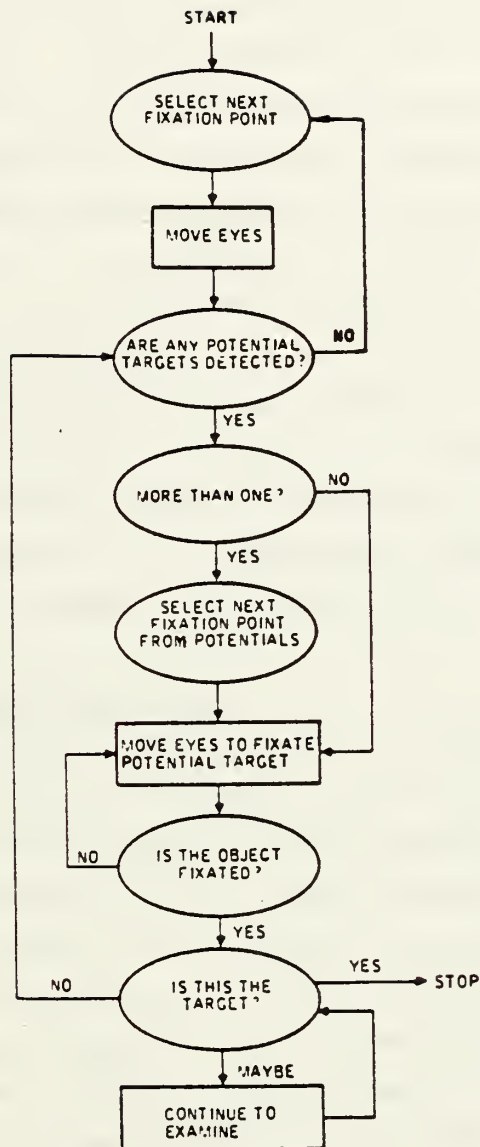 START
SELECT NEXT
FIXATION POINT
MOVE EYES
ARE ANY POTENTIAL
TARGETS DETECTED?
NO
YES
MORE THAN ONE?
NO
YES
SELECT NEXT
FIXATION POINT
FROM POTENTIALS
MOVE EYES TO FIXATE
POTENTIAL TARGET
IS THE OBJECT
FIXATED?
NO
YES
IS THIS THE
TARGET?
NO
YES
STOP
MAYBE
CONTINUE TO
EXAMINE